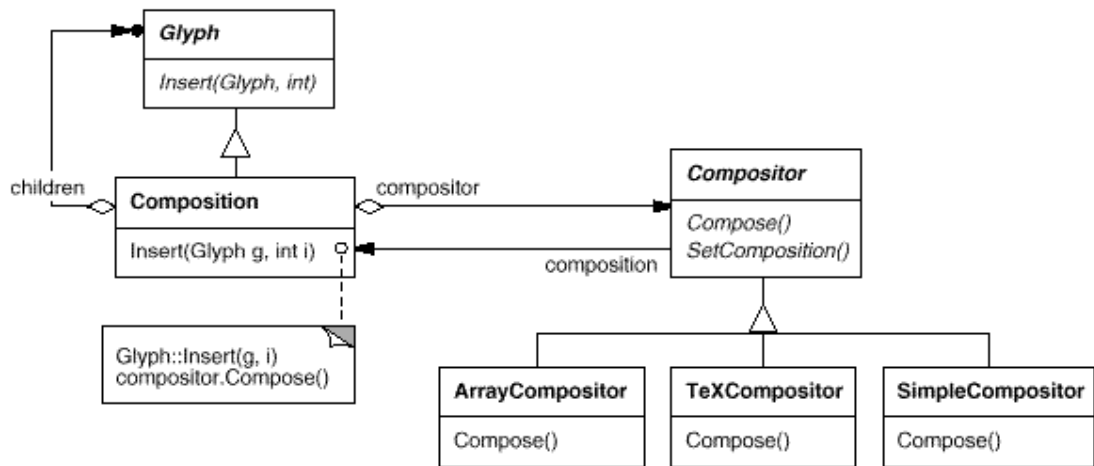 Glyph
Insert(Glyph, int)
children
Composition
Insert(Glyph g, int i)
compositor
composition
Compositor
Compose()
SetComposition()
Glyph::Insert(g, i)
compositor.Compose()
ArrayCompositor
Compose()
TeXCompositor
Compose()
SimpleCompositor
Compose()